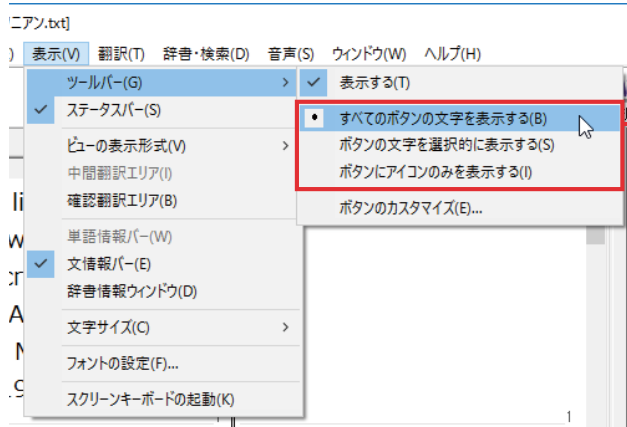 ニアン.txt]
) 表示(V) 翻訳(T) 辞書・検索(D) 音声(S) ウィンドウ(W) ヘルプ(H)
ツールバー(G)
ステータスバー(S)
ビューの表示形式(V)
中間翻訳エリア(I)
確認翻訳エリア(B)
単語情報バー(W)
文情報バー(E)
辞書情報ウィンドウ(D)
文字サイズ(C)
フォントの設定(F)...
スクリーンキーボードの起動(K)
表示する(T)
すべてのボタンの文字を表示する(B)
ボタンの文字を選択的に表示する(S)
ボタンにアイコンのみを表示する(I)
ボタンのカスタマイズ(E)...
li
w
A
1